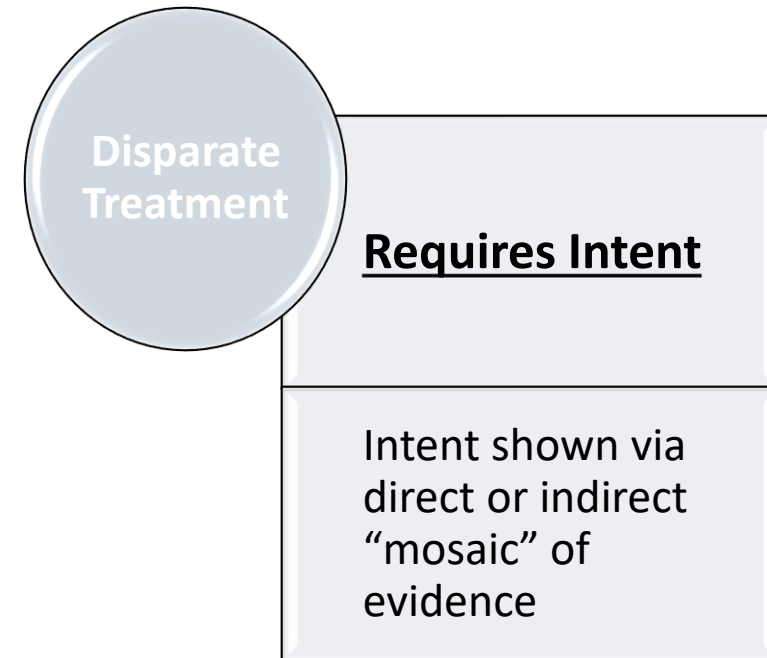 Disparate
Treatment
Requires Intent
Intent shown via
direct or indirect
“mosaic” of
evidence